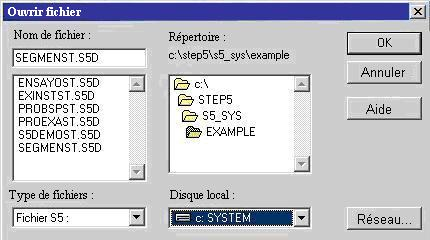 Ouvrir fichier
Nom de fichier :
Répertoire :
SEGMENST.S5D
c:\step5\s5_sys\example
OK
Annuler
Aide
ENSAYOST.S5D
EXINSTST.S5D
PROBSPST.S5D
PROEXAST.S5D
S5DEMOST.S5D
SEGMENST.S5D
c:\
STEP5
S5_SYS
EXAMPLE
Type de fichiers :
Disque local :
Fichier S5 :
c: SYSTEM
Réseau...